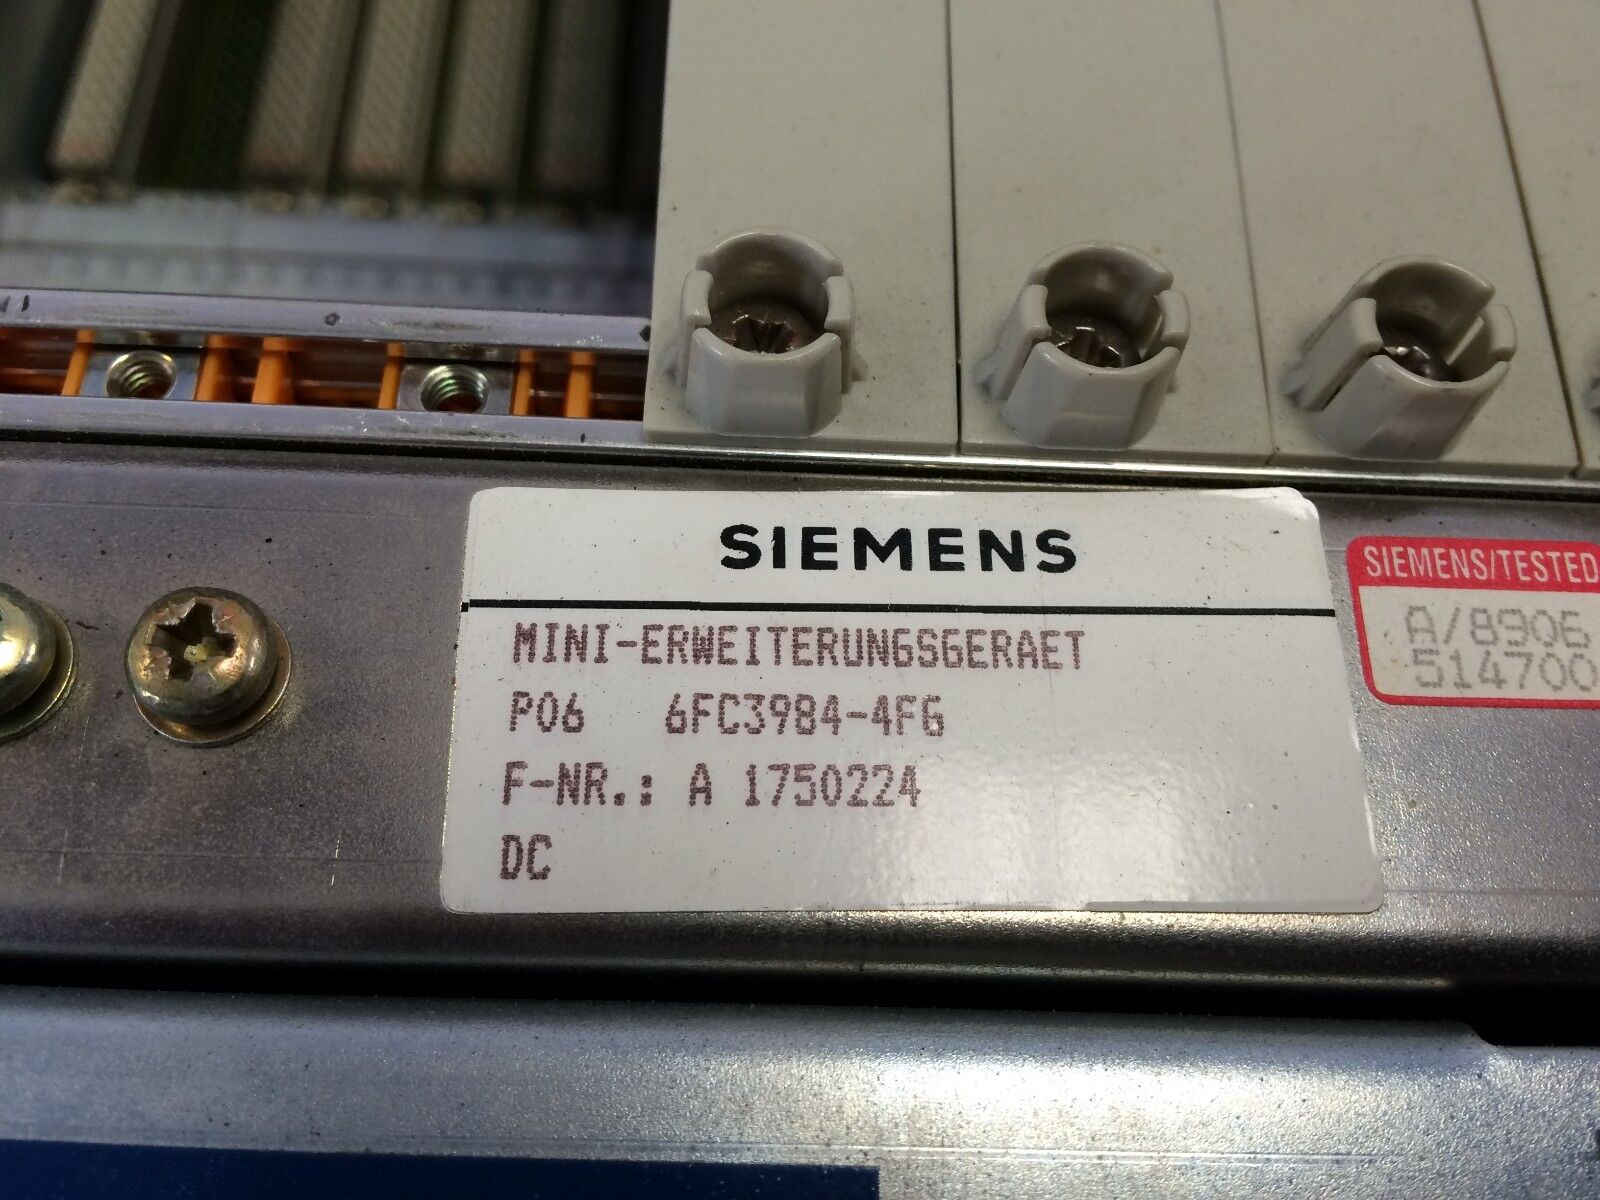 SIEMENS
MINI-ERWEITERUNGSGERAET
P06 6FC3984-4FG
F-NR.: A 1750224
DC
SIEMENS/TESTED
A/8906
514700